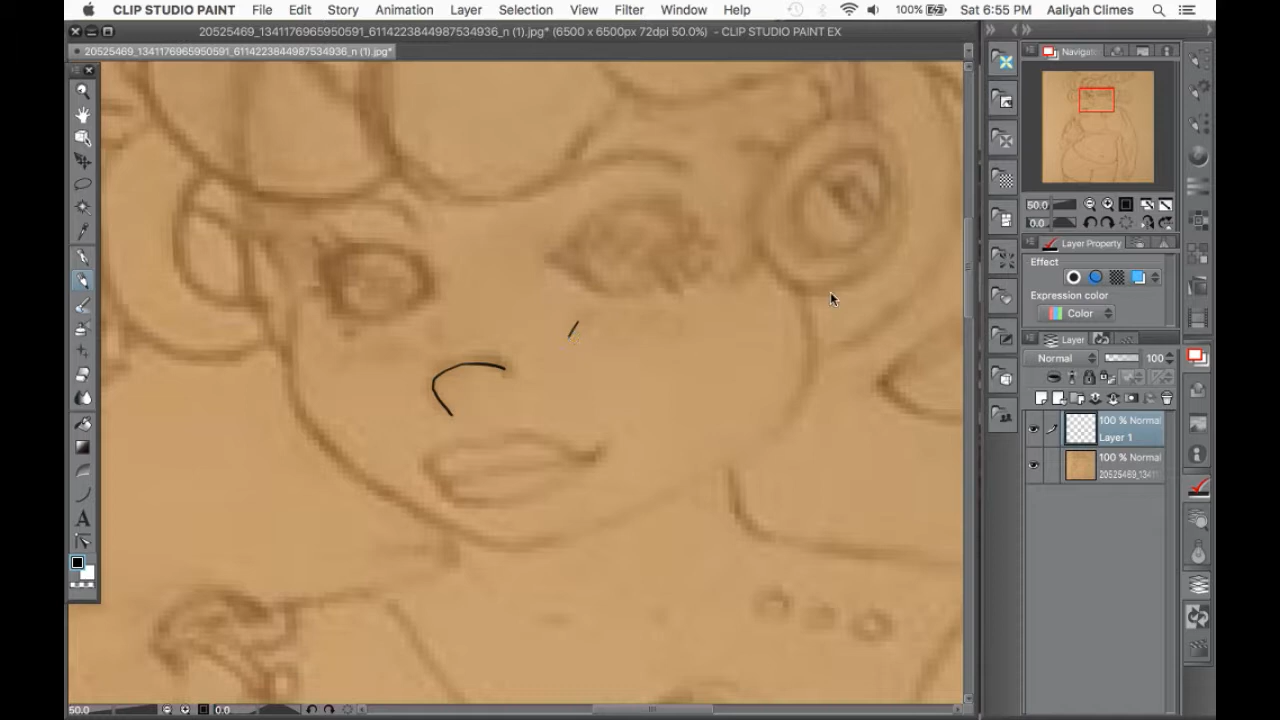 CLIP STUDIO PAINT File Edit Story Animation Layer Selection View Filter Window Help 100% Sat 6:55 PM Aaliyah Climes
20525469_1341176965950591_6114223844987534936_n (1).jpg* (6500 x 6500px 72dpi 50.0%) - CLIP STUDIO PAINT EX
20525469_1341176965950591_6114223844987534936_n (1).jpg*
Navigato
50.0
0.0
Layer Property
Effect
Expression color
Color
Layer
Normal 100
100 % Normal
Layer 1
100 % Normal
20525469_1341
A
50.0 0.0